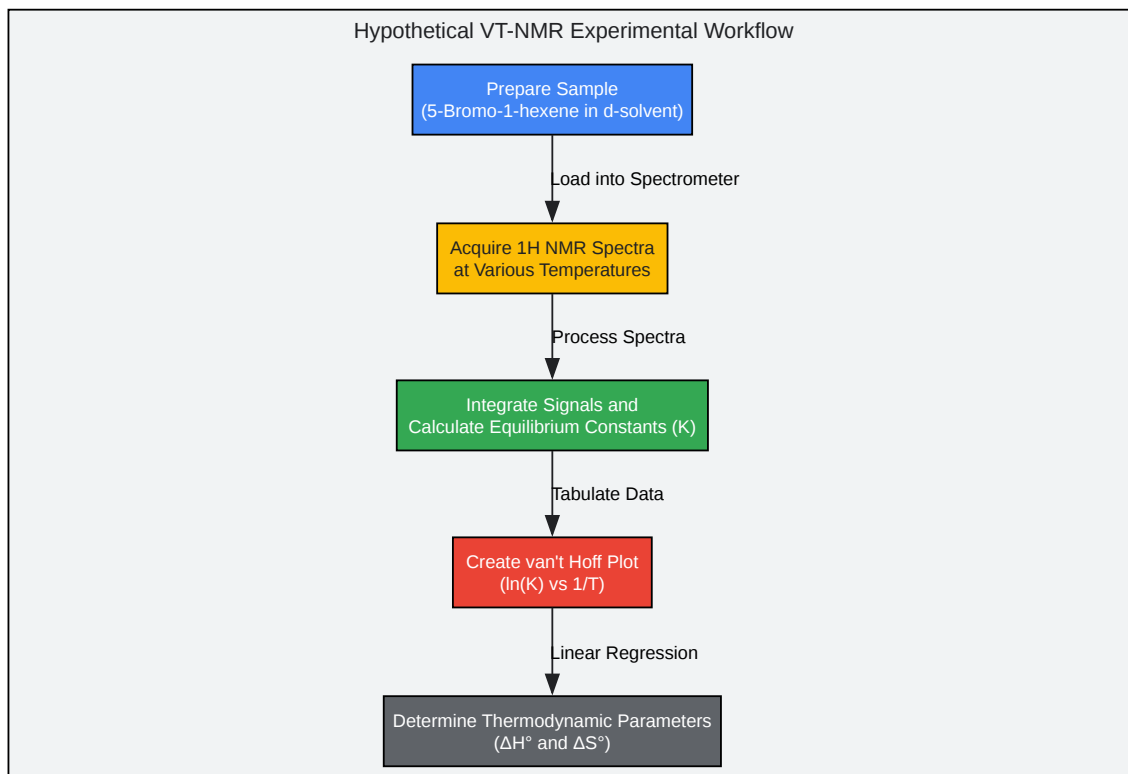 Hypothetical VT-NMR Experimental Workflow
Prepare Sample
(5-Bromo-1-hexene in d-solvent)
Load into Spectrometer
Acquire 1H NMR Spectra
at Various Temperatures
Process Spectra
Integrate Signals and
Calculate Equilibrium Constants (K)
Tabulate Data
Create van't Hoff Plot
(ln(K) vs 1/T)
Linear Regression
Determine Thermodynamic Parameters
(ΔH° and ΔS°)